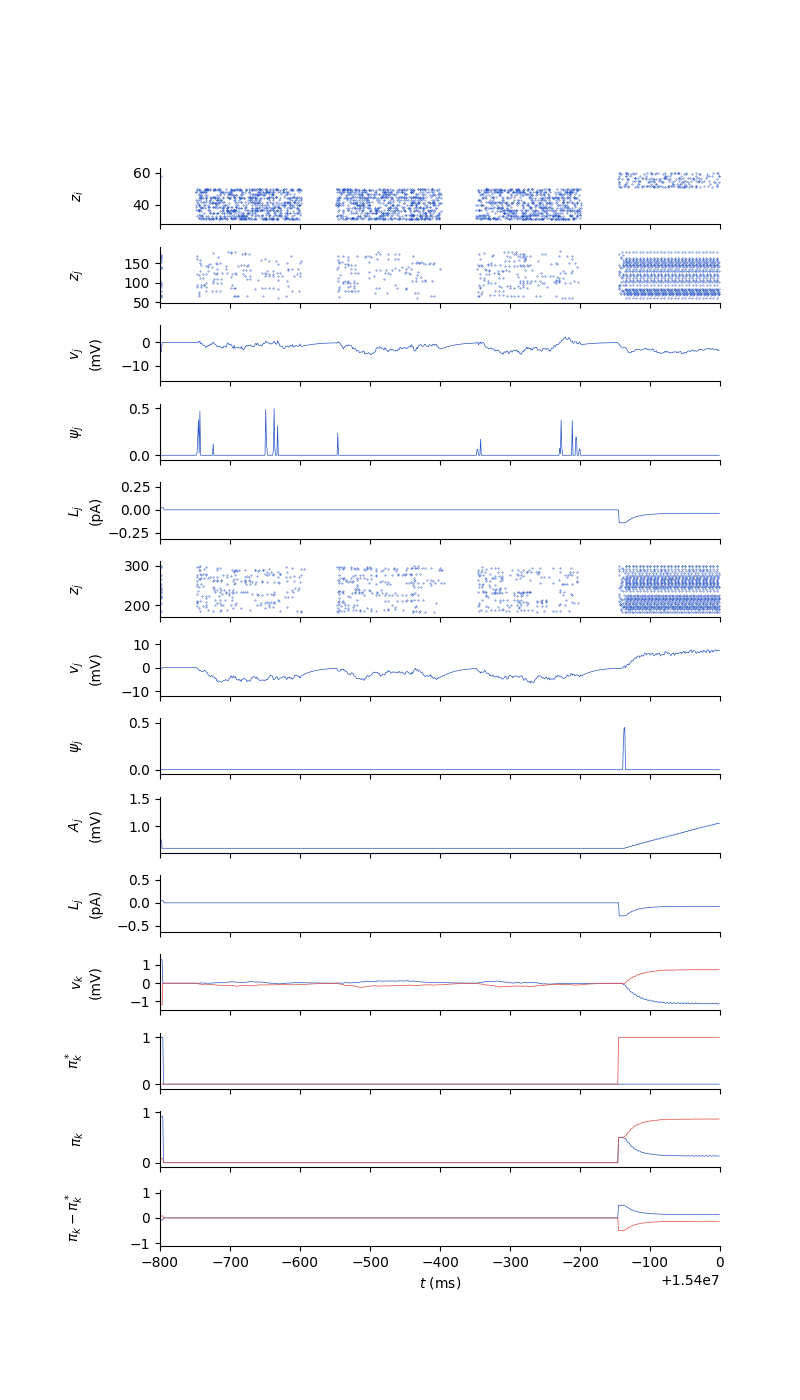 60
z_i
40
150
z_j
100
50
0
v_j
(mV)
−10
0.5
ψ_j
0.0
0.25
L_j
0.00
(pA)
−0.25
300
z_j
200
10
v_j
0
(mV)
−10
0.5
ψ_j
0.0
1.5
A_j
1.0
(mV)
0.5
L_j
0.0
(pA)
−0.5
1
v_k
0
(mV)
−1
1
π_k^*
0
1
π_k
0
1
π_k − π_k^*
0
−1
−800 −700 −600 −500 −400 −300 −200 −100 0
t (ms)
+1.54e7